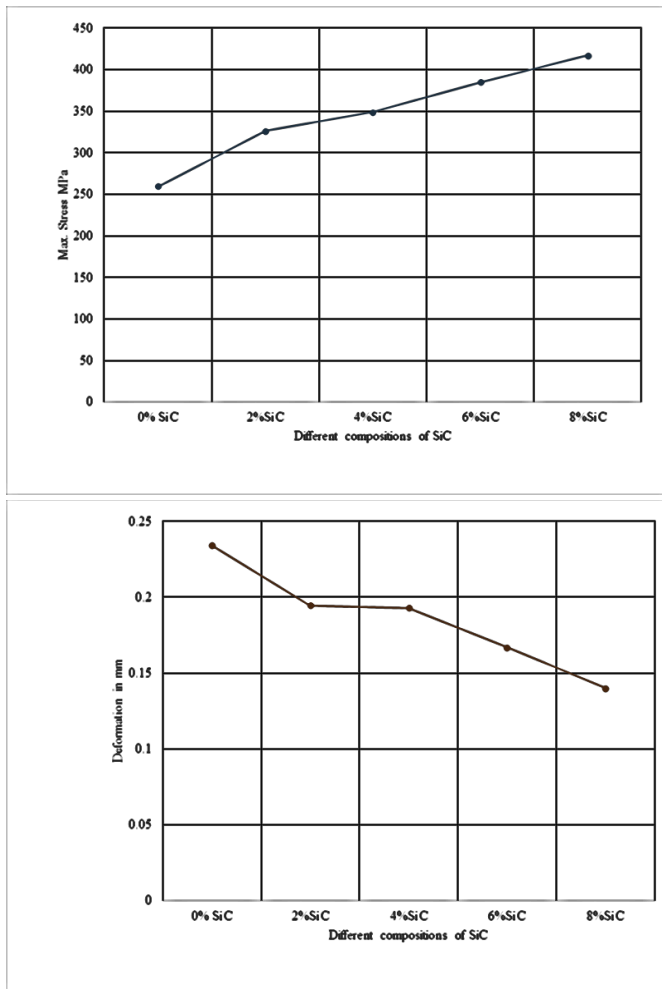 450
400
350
300
250
200
150
100
50
0
Max. Stress MPa
0% SiC 2%SiC 4%SiC 6%SiC 8%SiC
Different compositions of SiC
0.25
0.2
0.15
0.1
0.05
0
Deformation in mm
0% SiC 2%SiC 4%SiC 6%SiC 8%SiC
Different compositions of SiC